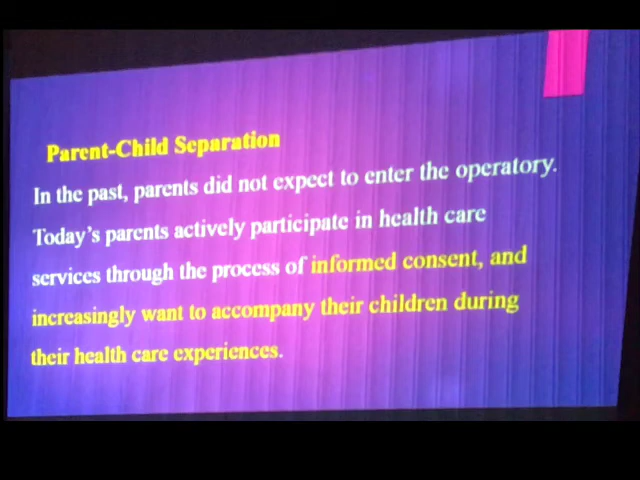 Parent-Child Separation
In the past, parents did not expect to enter the operatory.
Today's parents actively participate in health care
services through the process of informed consent, and
increasingly want to accompany their children during
their health care experiences.